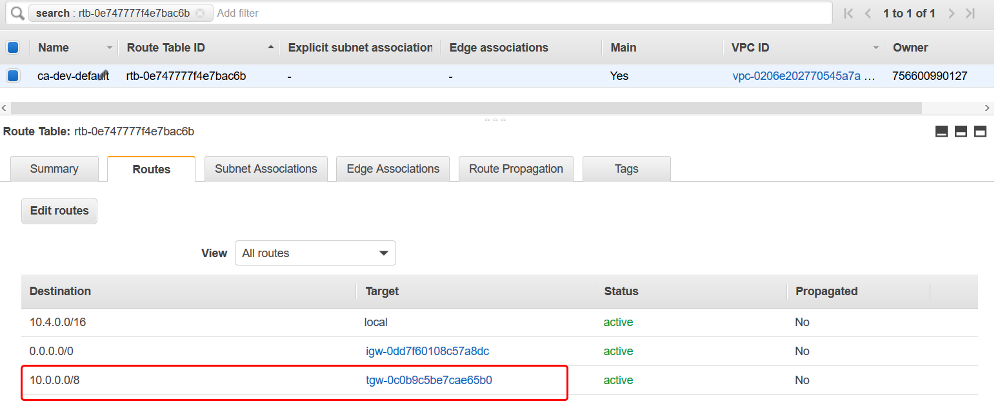 search : rtb-0e747777f4e7bac6b Add filter 1 to 1 of 1
Name Route Table ID Explicit subnet association Edge associations Main VPC ID Owner
ca-dev-default rtb-0e747777f4e7bac6b - - Yes vpc-0206e202770545a7a ... 756600990127
Route Table: rtb-0e747777f4e7bac6b
Summary Routes Subnet Associations Edge Associations Route Propagation Tags
Edit routes
View All routes
Destination Target Status Propagated
10.4.0.0/16 local active No
0.0.0.0/0 igw-0dd7f60108c57a8dc active No
10.0.0.0/8 tgw-0c0b9c5be7cae65b0 active No